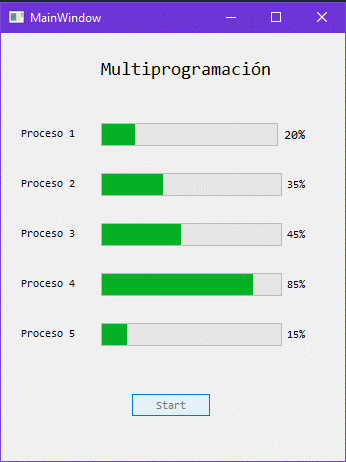 MainWindow
Multiprogramación
Proceso 1 20%
Proceso 2 35%
Proceso 3 45%
Proceso 4 85%
Proceso 5 15%
Start